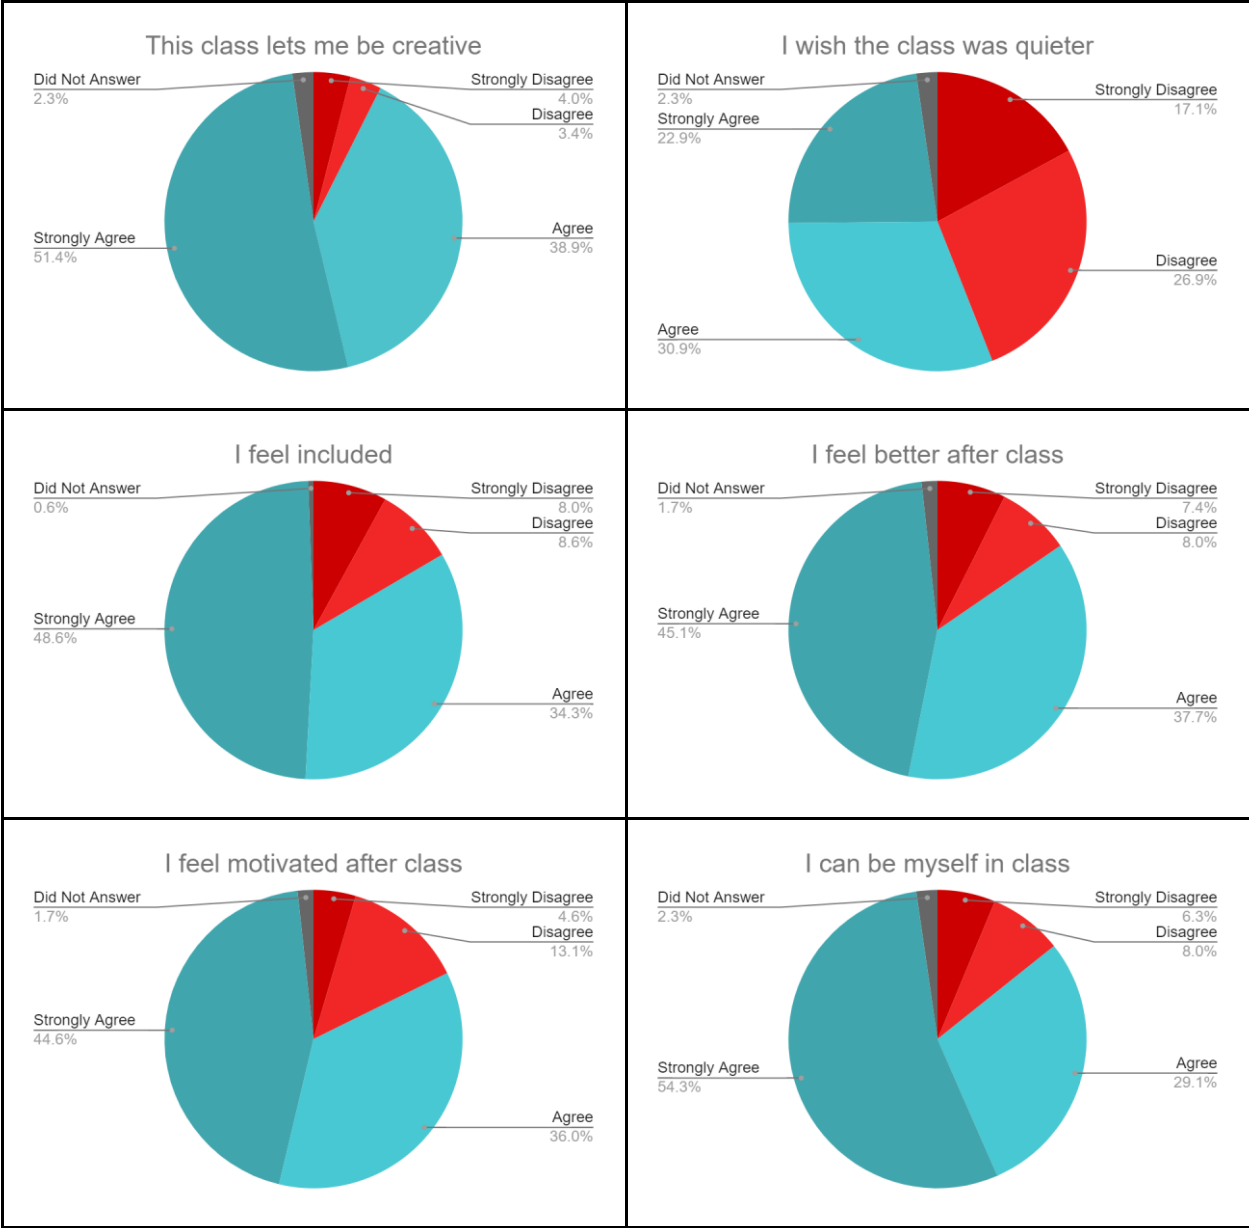 This class lets me be creative
Did Not Answer
2.3%
Strongly Disagree
4.0%
Disagree
3.4%
Strongly Agree
51.4%
Agree
38.9%
I wish the class was quieter
Did Not Answer
2.3%
Strongly Agree
22.9%
Strongly Disagree
17.1%
Disagree
26.9%
Agree
30.9%
I feel included
Did Not Answer
0.6%
Strongly Disagree
8.0%
Disagree
8.6%
Strongly Agree
48.6%
Agree
34.3%
I feel better after class
Did Not Answer
1.7%
Strongly Disagree
7.4%
Disagree
8.0%
Strongly Agree
45.1%
Agree
37.7%
I feel motivated after class
Did Not Answer
1.7%
Strongly Disagree
4.6%
Disagree
13.1%
Strongly Agree
44.6%
Agree
36.0%
I can be myself in class
Did Not Answer
2.3%
Strongly Disagree
6.3%
Disagree
8.0%
Strongly Agree
54.3%
Agree
29.1%